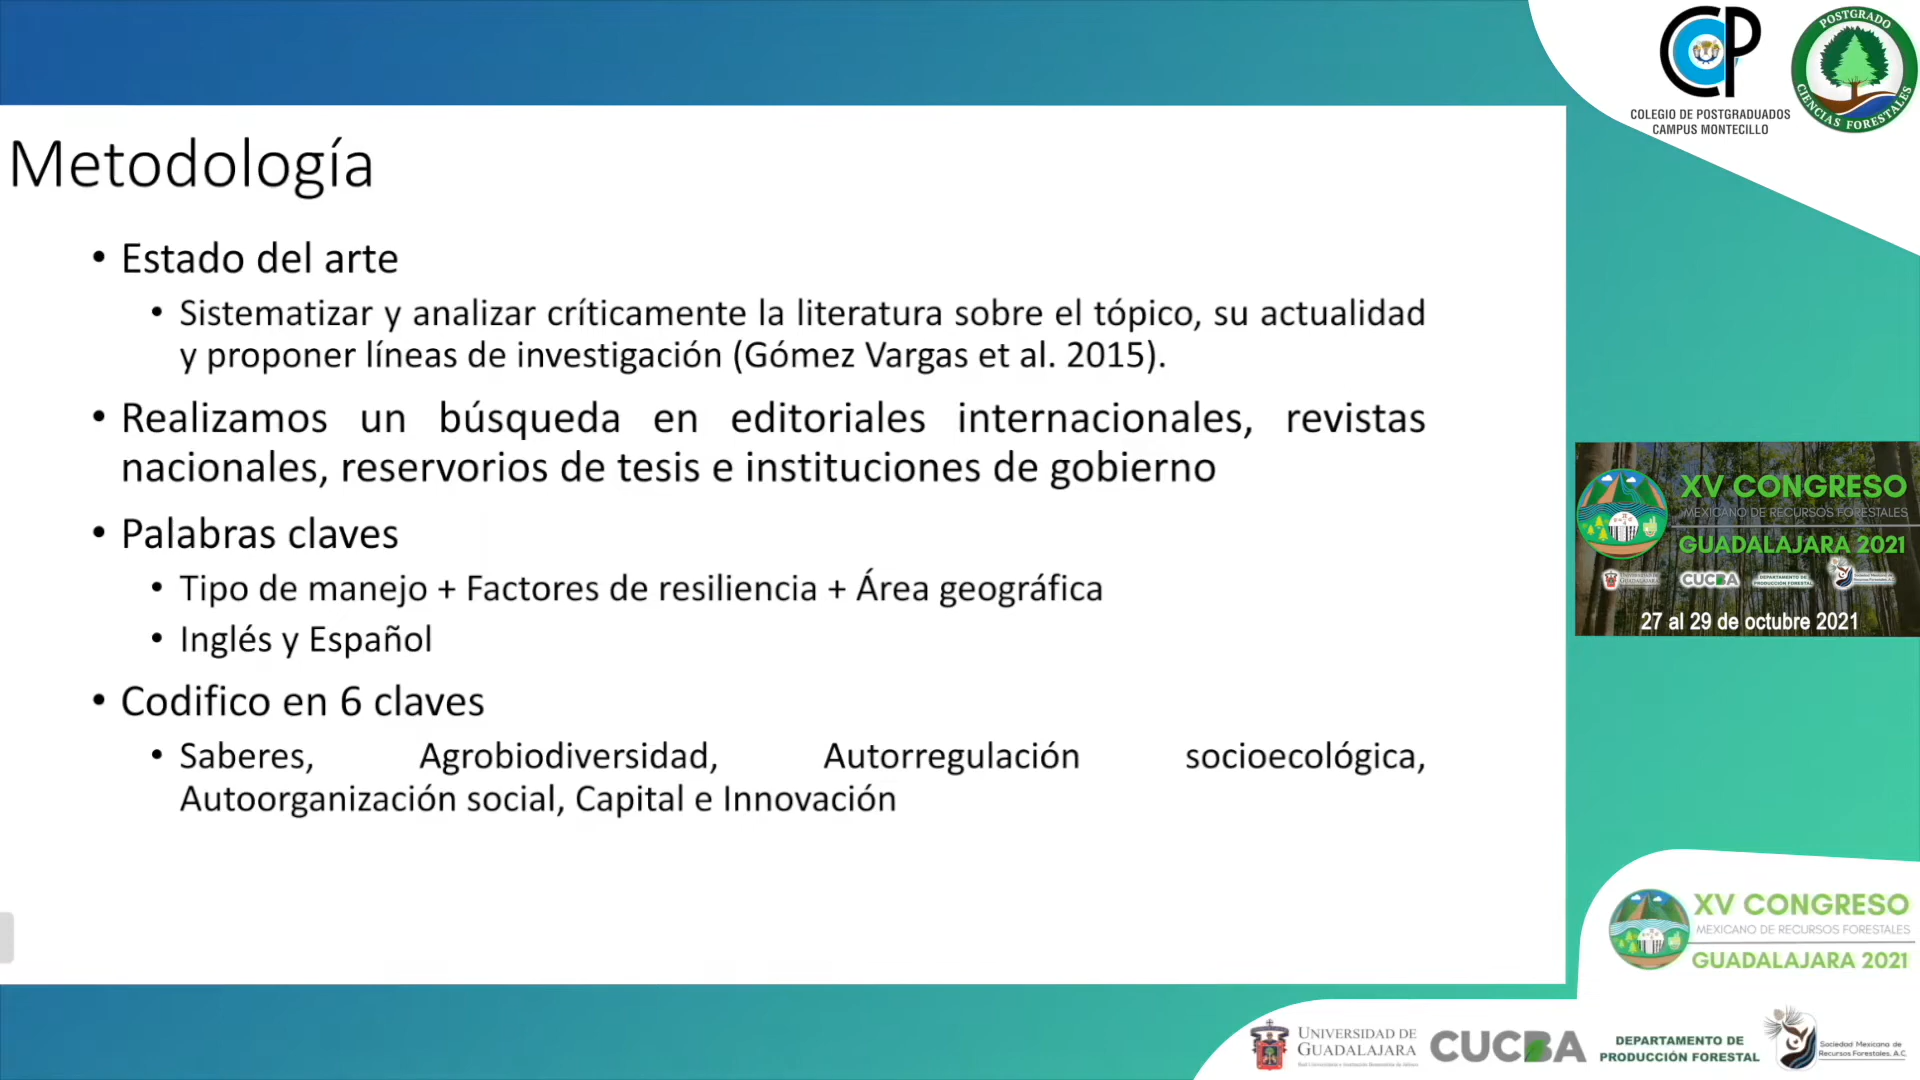 COLEGIO DE POSTGRADUADOS
CAMPUS MONTECILLO
POSTGRADO
CIENCIAS FORESTALES
Metodología
• Estado del arte
• Sistematizar y analizar críticamente la literatura sobre el tópico, su actualidad
y proponer líneas de investigación (Gómez Vargas et al. 2015).
• Realizamos un búsqueda en editoriales internacionales, revistas
nacionales, reservorios de tesis e instituciones de gobierno
• Palabras claves
• Tipo de manejo + Factores de resiliencia + Área geográfica
• Inglés y Español
• Codifico en 6 claves
• Saberes, Agrobiodiversidad, Autorregulación socioecológica,
Autoorganización social, Capital e Innovación
XV CONGRESO
MEXICANO DE RECURSOS FORESTALES
GUADALAJARA 2021
CUCBA
DEPARTAMENTO DE
PRODUCCIÓN FORESTAL
27 al 29 de octubre 2021
XV CONGRESO
MEXICANO DE RECURSOS FORESTALES
GUADALAJARA 2021
UNIVERSIDAD DE
GUADALAJARA
CUCBA
DEPARTAMENTO DE
PRODUCCIÓN FORESTAL
Sociedad Mexicana de
Recursos Forestales, A.C.